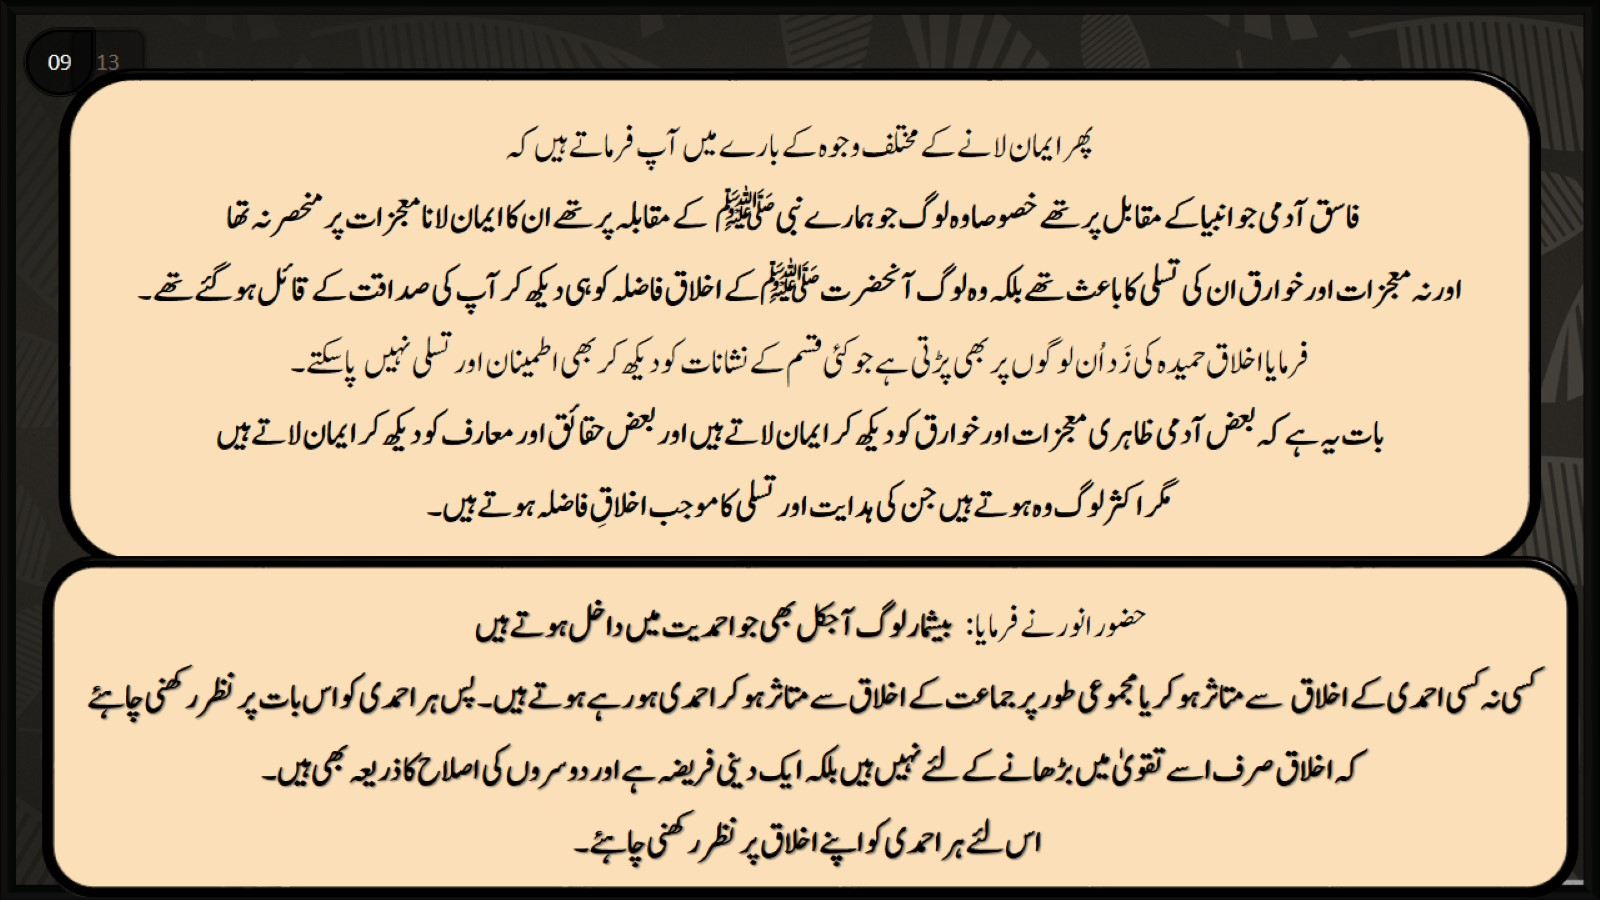 09 13
پھر ایمان لانے کے مختلف وجوہ کے بارے میں آپ فرماتے ہیں کہ
فاسق آدمی جو انبیا کے مقابل پر تھے خصوصا وہ لوگ جو ہمارے نبی ﷺ کے مقابلہ پر تھے ان کا ایمان لانا معجزات پر منحصر نہ تھا
اور نہ معجزات اور خوارق ان کی تسلی کا باعث تھے بلکہ وہ لوگ آنحضرت ﷺ کے اخلاق فاضلہ کو ہی دیکھ کر آپ کی صداقت کے قائل ہو گئے تھے۔
فرمایا اخلاق حمیدہ کی زَد اُن لوگوں پر بھی پڑتی ہے جو کئی قسم کے نشانات کو دیکھ کر بھی اطمینان اور تسلی نہیں پاسکتے۔
بات یہ ہے کہ بعض آدمی ظاہری معجزات اور خوارق کو دیکھ کر ایمان لاتے ہیں اور بعض حقائق اور معارف کو دیکھ کر ایمان لاتے ہیں
مگر اکثر لوگ وہ ہوتے ہیں جن کی ہدایت اور تسلی کا موجب اخلاقِ فاضلہ ہوتے ہیں۔
حضور انور نے فرمایا: بیشمار لوگ آجکل بھی جو احمدیت میں داخل ہوتے ہیں
کسی نہ کسی احمدی کے اخلاق سے متاثر ہو کر یا مجموعی طور پر جماعت کے اخلاق سے متاثر ہو کر احمدی ہو رہے ہوتے ہیں۔ پس ہر احمدی کو اس بات پر نظر رکھنی چاہئے
کہ اخلاق صرف اسے تقویٰ میں بڑھانے کے لئے نہیں ہیں بلکہ ایک دینی فریضہ ہے اور دوسروں کی اصلاح کا ذریعہ بھی ہیں۔
اس لئے ہر احمدی کو اپنے اخلاق پر نظر رکھنی چاہئے۔